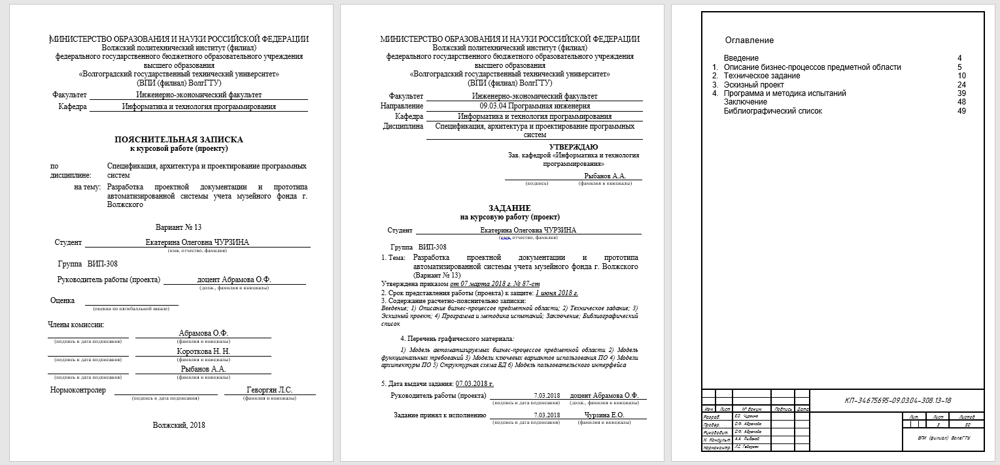 МИНИСТЕРСТВО ОБРАЗОВАНИЯ И НАУКИ РОССИЙСКОЙ ФЕДЕРАЦИИ
Волжский политехнический институт (филиал)
федерального государственного бюджетного образовательного учреждения
высшего образования
«Волгоградский государственный технический университет»
(ВПИ (филиал) ВолгГТУ)
Факультет Инженерно-экономический факультет
Кафедра Информатика и технология программирования
ПОЯСНИТЕЛЬНАЯ ЗАПИСКА
к курсовой работе (проекту)
по Спецификация, архитектура и проектирование программных
дисциплине: систем
на тему: Разработка проектной документации и прототипа
автоматизированной системы учета музейного фонда г.
Волжского
Вариант № 13
Студент Екатерина Олеговна ЧУРЗИНА
(имя, отчество, фамилия)
Группа ВИП-308
Руководитель работы (проекта) доцент Абрамова О.Ф.
(долж., фамилия и инициалы)
Оценка
(оценка по пятибалльной шкале)
Члены комиссии:
Абрамова О.Ф.
(подпись и дата подписания) (фамилия и инициалы)
Короткова Н. Н.
(подпись и дата подписания) (фамилия и инициалы)
Рыбанов А.А.
(подпись и дата подписания) (фамилия и инициалы)
Нормоконтролер Геворгян Л.С.
(подпись и дата подписания) (фамилия и инициалы)
Волжский, 2018
МИНИСТЕРСТВО ОБРАЗОВАНИЯ И НАУКИ РОССИЙСКОЙ ФЕДЕРАЦИИ
Волжский политехнический институт (филиал)
федерального государственного бюджетного образовательного учреждения
высшего образования
«Волгоградский государственный технический университет»
(ВПИ (филиал) ВолгГТУ)
Факультет Инженерно-экономический факультет
Направление 09.03.04 Программная инженерия
Кафедра Информатика и технология программирования
Дисциплина Спецификация, архитектура и проектирование программных
систем
УТВЕРЖДАЮ
Зав. кафедрой «Информатика и технология
программирования»
Рыбанов А.А.
(подпись) (фамилия и инициалы)
ЗАДАНИЕ
на курсовую работу (проект)
Студент Екатерина Олеговна ЧУРЗИНА
(имя, отчество, фамилия)
Группа ВИП-308
1. Тема: Разработка проектной документации и прототипа
автоматизированной системы учета музейного фонда г. Волжского
(Вариант № 13)
Утверждена приказом от 07 марта 2018 г. № 87-ст
2. Срок представления работы (проекта) к защите: 1 июня 2018 г.
3. Содержание расчетно-пояснительно записки:
Введение; 1) Описание бизнес-процессов предметной области; 2) Техническое задание; 3)
Эскизный проект; 4) Программа и методика испытаний; Заключение; Библиографический
список
4. Перечень графического материала:
1) Модель автоматизируемых бизнес-процессов предметной области 2) Модель
функциональных требований 3) Модели ключевых вариантов использования ПО 4) Модели
архитектуры ПО 5) Структурная схема БД 6) Модель пользовательского интерфейса
5. Дата выдачи задания: 07.03.2018 г.
Руководитель работы (проекта) 7.03.2018 доцент Абрамова О.Ф.
(подпись и дата подписания) (долж., фамилия и инициалы)
Задание принял к исполнению 7.03.2018 Чурзина Е.О.
(подпись и дата подписания) (фамилия и инициалы)
Оглавление
Введение 4
1. Описание бизнес-процессов предметной области 5
2. Техническое задание 10
3. Эскизный проект 24
4. Программа и методика испытаний 39
Заключение 48
Библиографический список 49
КП-34675695-09.03.04-308.13-18
Изм. Лист № докум. Подпись Дата
Разраб. Е.О. Чурзина Лит. Лист Листов
Провер. О.Ф. Абрамова 3 50
Руководит. О.Ф. Абрамова
Н. Консульт. А.А. Рыбанов ВПИ (филиал) ВолгГТУ
Нормоконтр. Л.С. Геворгян